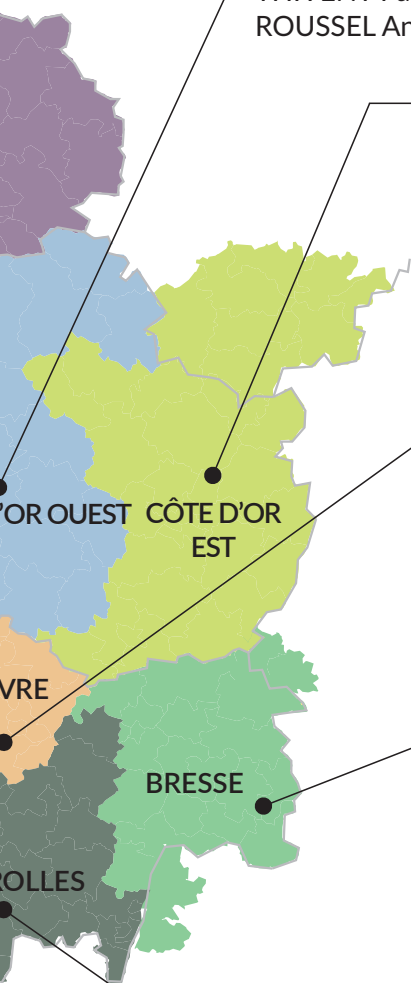 ROUSSEL An
'OR OUEST
CÔTE D'OR
EST
VRE
BRESSE
ROLLES